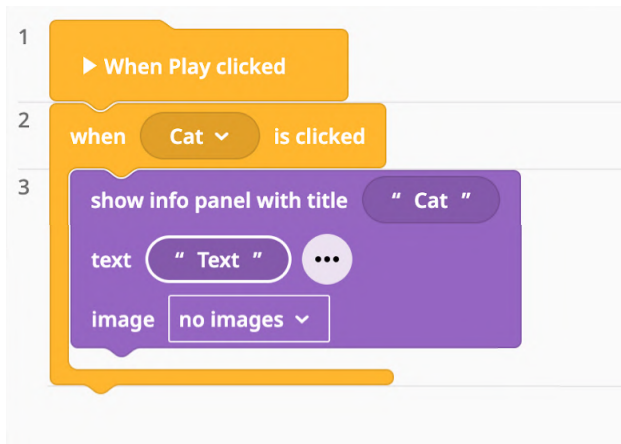 1
When Play clicked
2
when Cat is clicked
3
show info panel with title “ Cat ”
text “ Text ” •••
image no images